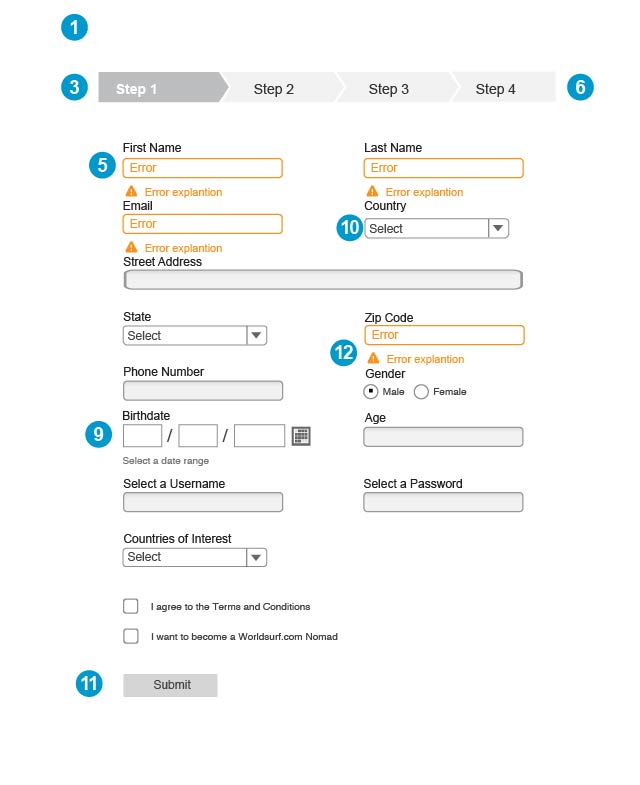 1
3 Step 1 Step 2 Step 3 Step 4 6
First Name Last Name
5 Error Error
Error explantion Error explantion
Email Country
Error 10 Select
Error explantion
Street Address
State Zip Code
Select Error
12 Error explantion
Phone Number Gender
Male Female
Birthdate Age
9 / /
Select a date range
Select a Username Select a Password
Countries of Interest
Select
I agree to the Terms and Conditions
I want to become a Worldsurf.com Nomad
11 Submit